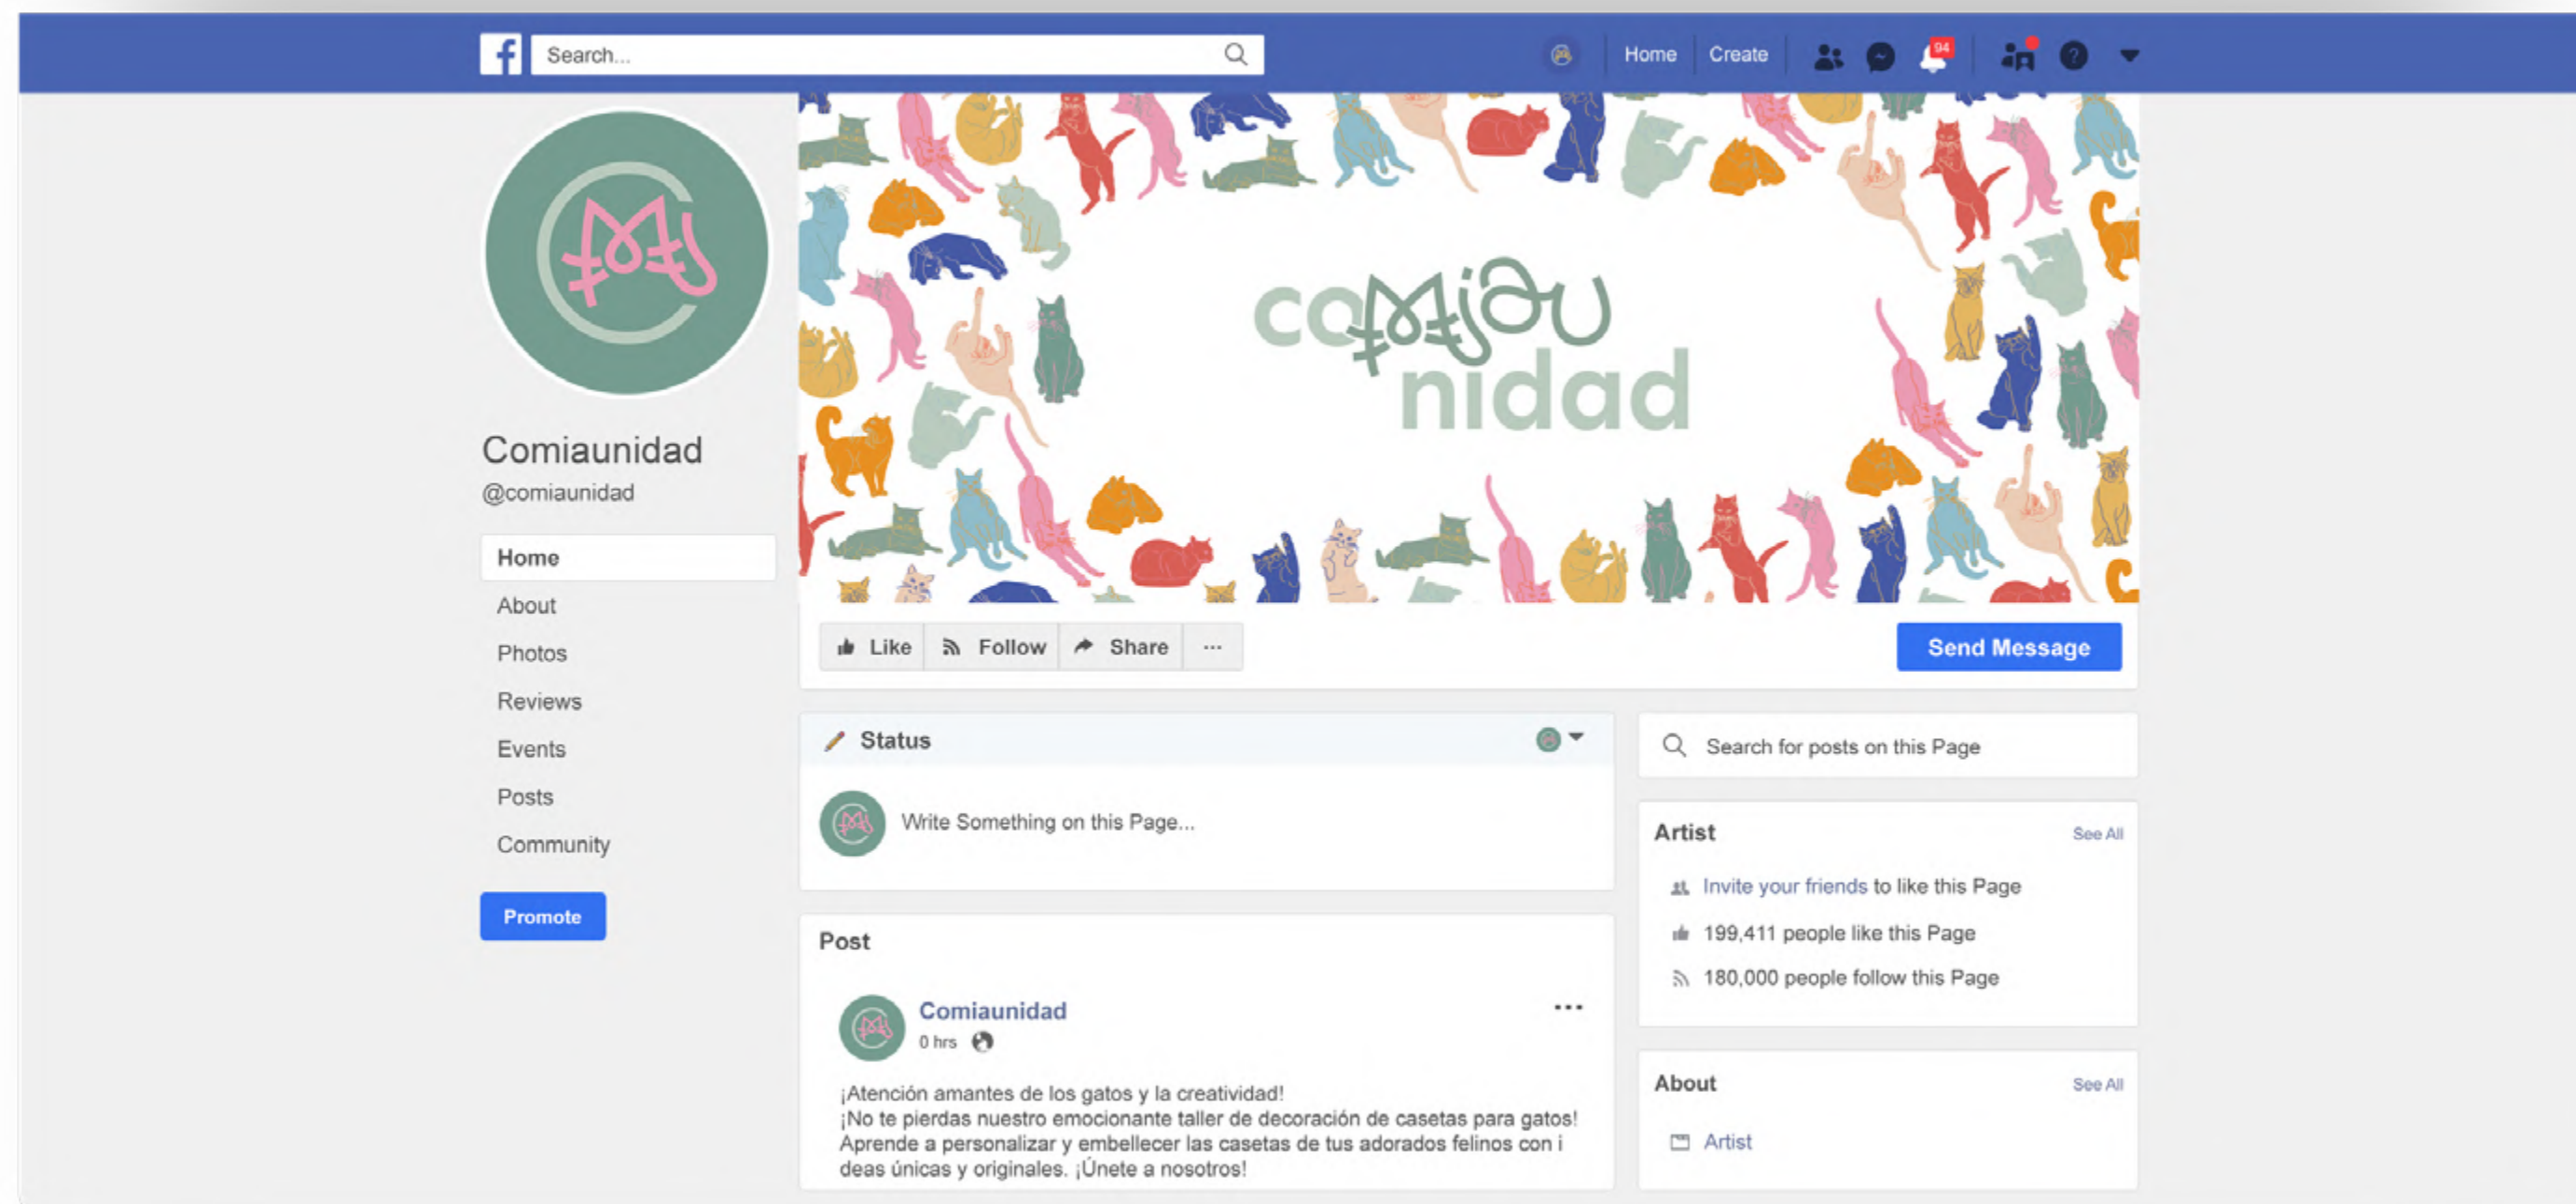 f
Search...
Home
Create
94
?
Comiaunidad
@comiaunidad
Home
About
Photos
Reviews
Events
Posts
Community
Promote
comiau
nidad
Like
Follow
Share
...
Send Message
Status
Write Something on this Page...
Post
Comiaunidad
0 hrs
...
¡Atención amantes de los gatos y la creatividad!
¡No te pierdas nuestro emocionante taller de decoración de casetas para gatos!
Aprende a personalizar y embellecer las casetas de tus adorados felinos con i
deas únicas y originales. ¡Únete a nosotros!
Search for posts on this Page
Artist
See All
Invite your friends to like this Page
199,411 people like this Page
180,000 people follow this Page
About
See All
Artist